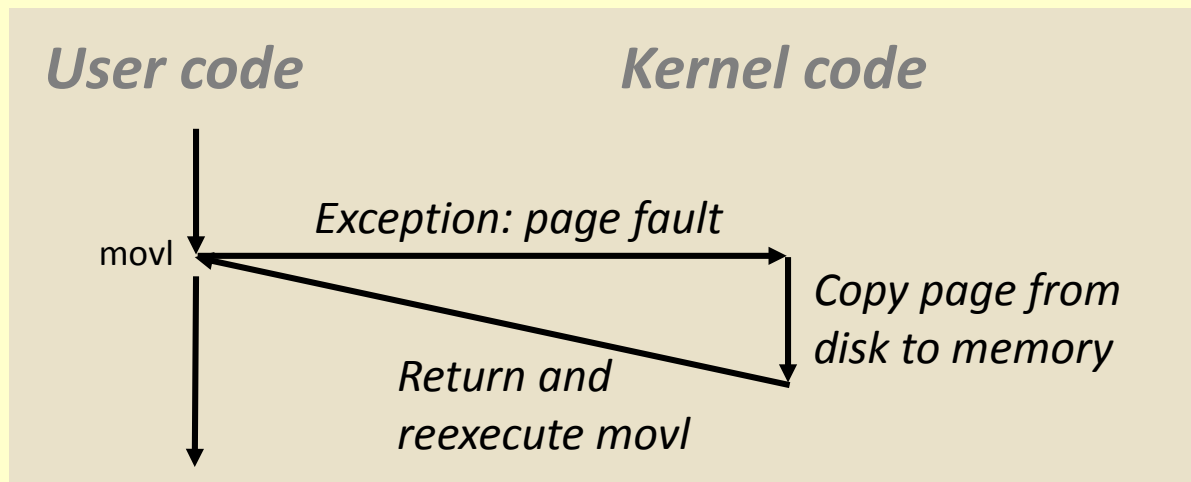 User code
Kernel code
Exception: page fault
movl
Copy page from
disk to memory
Return and
reexecute movl